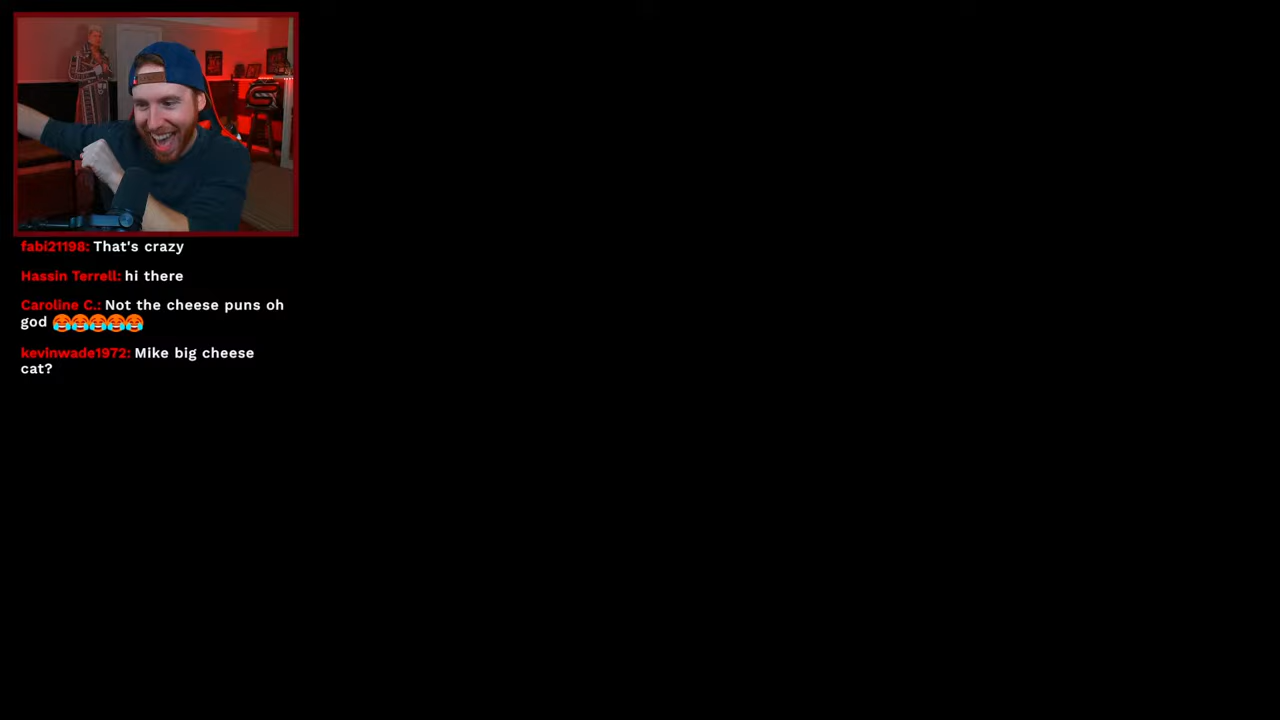 fabi21198: That's crazy
Hassin Terrell: hi there
Caroline C.: Not the cheese puns oh
god 😂😂😂😂😂
kevinwade1972: Mike big cheese
cat?